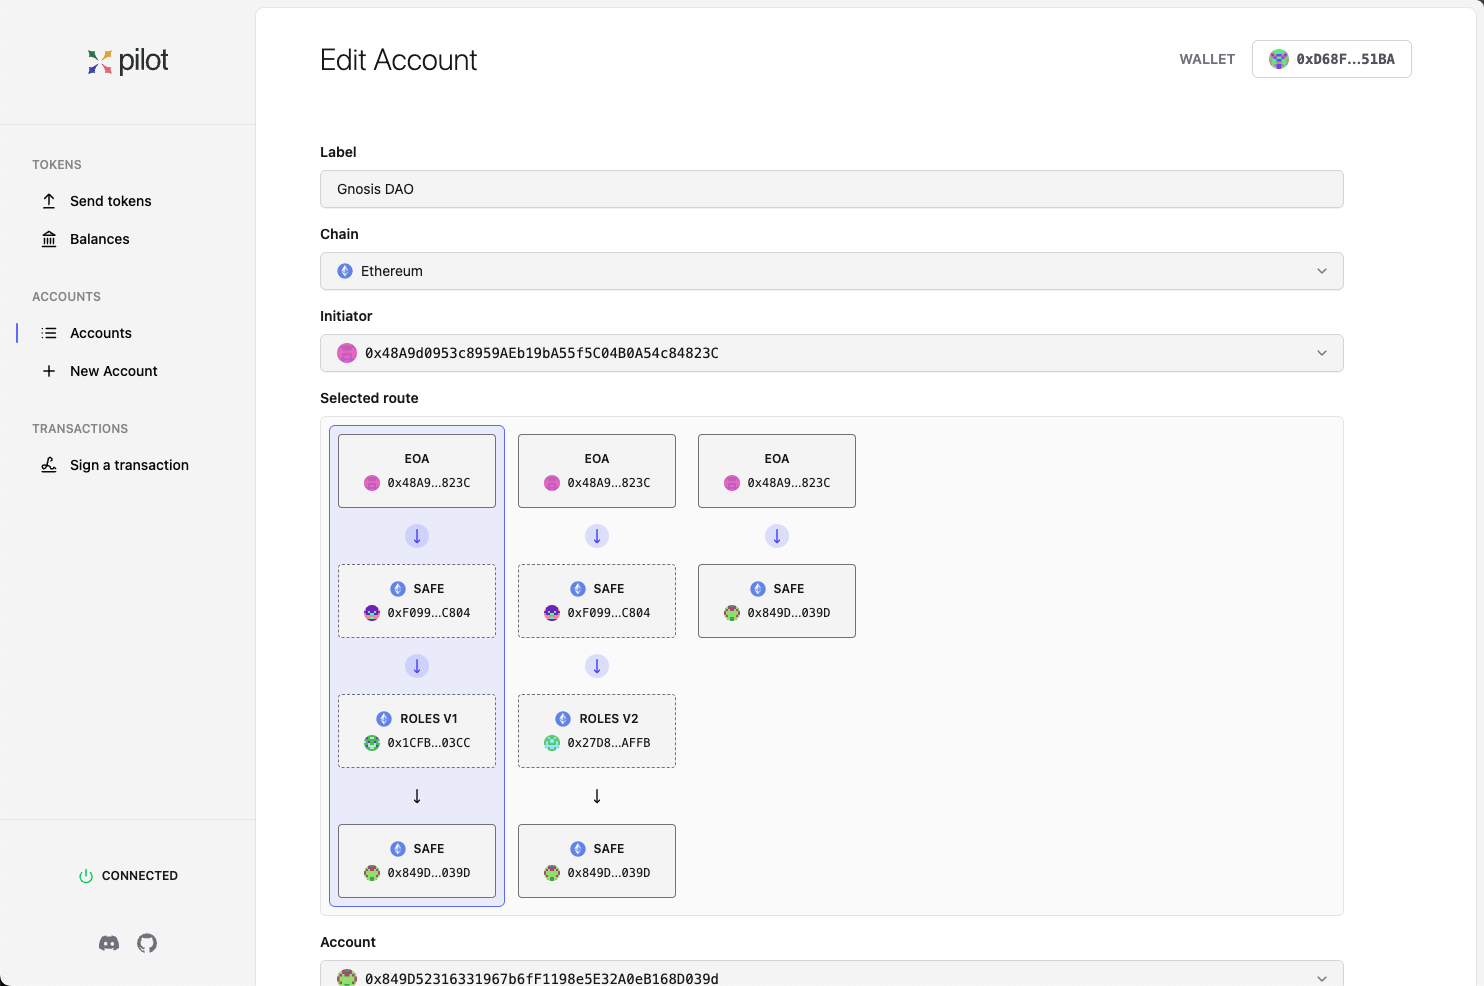 pilot
TOKENS
Send tokens
Balances
ACCOUNTS
Accounts
New Account
TRANSACTIONS
Sign a transaction
CONNECTED
Edit Account
WALLET
0xD68F...51BA
Label
Gnosis DAO
Chain
Ethereum
Initiator
0x48A9d0953c8959AEb19bA55f5C04B0A54c84823C
Selected route
EOA
0x48A9...823C
SAFE
0xF099...C804
ROLES V1
0x1CFB...03CC
SAFE
0x849D...039D
EOA
0x48A9...823C
SAFE
0xF099...C804
ROLES V2
0x27D8...AFFB
SAFE
0x849D...039D
EOA
0x48A9...823C
SAFE
0x849D...039D
Account
0x849D52316331967b6fF1198e5E32A0eB168D039d